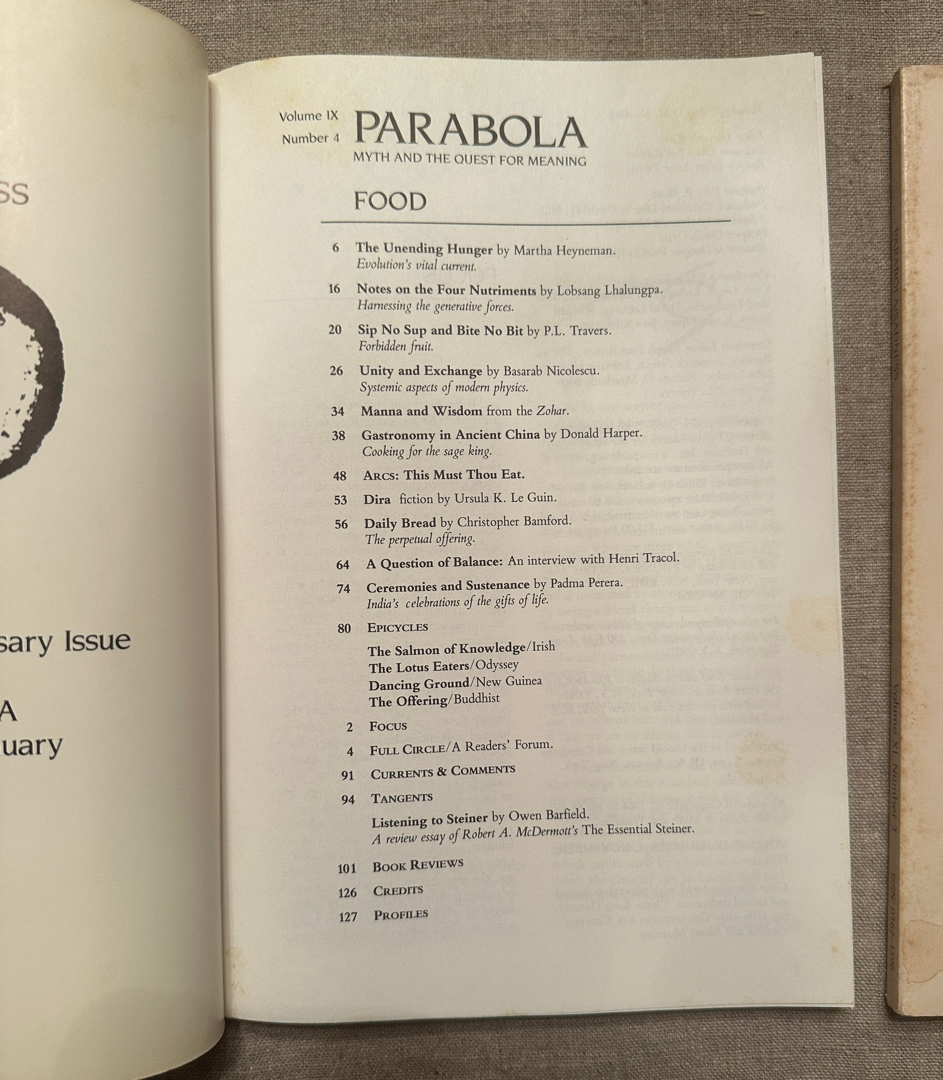 SS
sary Issue
A
uary
Volume IX
Number 4
PARABOLA
MYTH AND THE QUEST FOR MEANING
FOOD
6 The Unending Hunger by Martha Heyneman.
Evolution's vital current.
16 Notes on the Four Nutriments by Lobsang Lhalungpa.
Harnessing the generative forces.
20 Sip No Sup and Bite No Bit by P.L. Travers.
Forbidden fruit.
26 Unity and Exchange by Basarab Nicolescu.
Systemic aspects of modern physics.
34 Manna and Wisdom from the Zohar.
38 Gastronomy in Ancient China by Donald Harper.
Cooking for the sage king.
48 ARCS: This Must Thou Eat.
53 Dira fiction by Ursula K. Le Guin.
56 Daily Bread by Christopher Bamford.
The perpetual offering.
64 A Question of Balance: An interview with Henri Tracol.
74 Ceremonies and Sustenance by Padma Perera.
India's celebrations of the gifts of life.
80 EPICYCLES
The Salmon of Knowledge/Irish
The Lotus Eaters/Odyssey
Dancing Ground/New Guinea
The Offering/Buddhist
2 FOCUS
4 FULL CIRCLE/A Readers' Forum.
91 CURRENTS & COMMENTS
94 TANGENTS
Listening to Steiner by Owen Barfield.
A review essay of Robert A. McDermott's The Essential Steiner.
101 BOOK REVIEWS
126 CREDITS
127 PROFILES